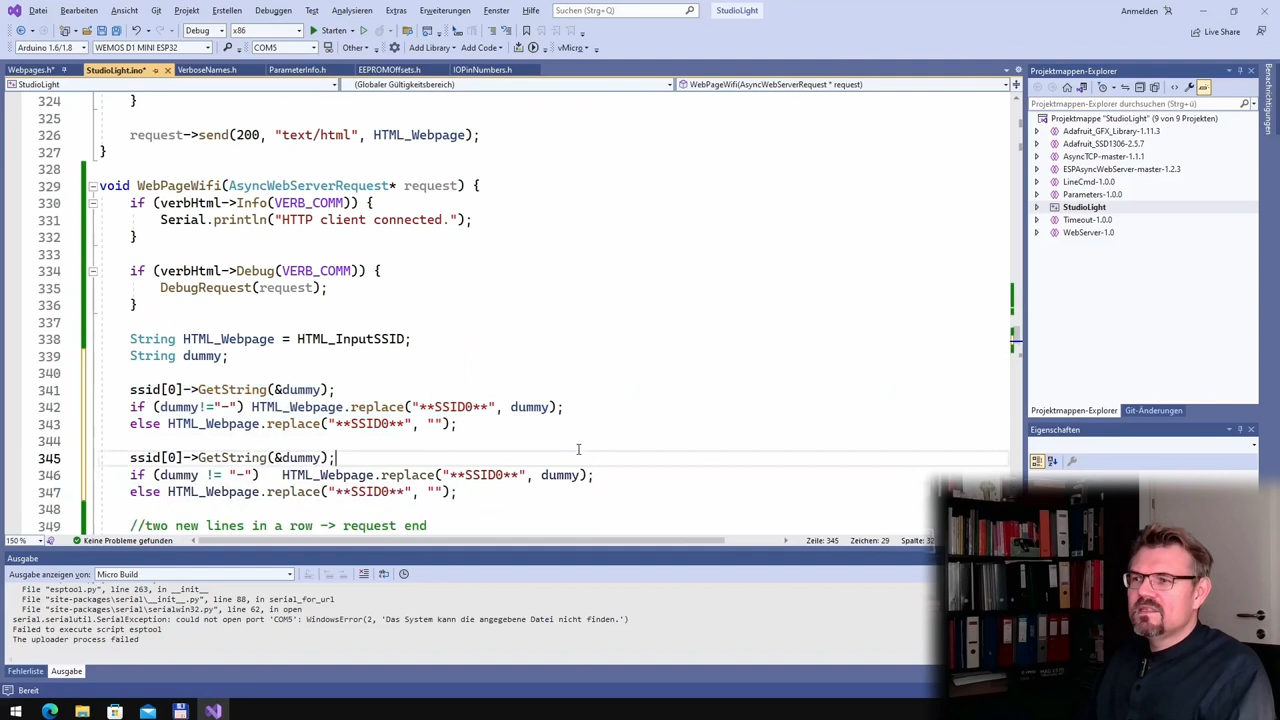 Datei Bearbeiten Ansicht Git Projekt Erstellen Debuggen Test Analysieren Extras Erweiterungen Fenster Hilfe Suchen (Strg+Q) StudioLight Anmelden
Debug x86 Starten Live Share
Arduino 1.6/1.8 WEMOS D1 MINI ESP32 COM5 Other Add Library Add Code vMicro
Webpages.h* StudioLight.ino* VerboseNames.h ParameterInfo.h EEPROMOffsets.h IOPinNumbers.h
StudioLight (Globaler Gültigkeitsbereich) WebPageWifi(AsyncWebServerRequest * request)
324 }
325
326 request->send(200, "text/html", HTML_Webpage);
327 }
328
329 void WebPageWifi(AsyncWebServerRequest* request) {
330 if (verbHtml->Info(VERB_COMM)) {
331 Serial.println("HTTP client connected.");
332 }
333
334 if (verbHtml->Debug(VERB_COMM)) {
335 DebugRequest(request);
336 }
337
338 String HTML_Webpage = HTML_InputSSID;
339 String dummy;
340
341 ssid[0]->GetString(&dummy);
342 if (dummy!="-") HTML_Webpage.replace("**SSID0**", dummy);
343 else HTML_Webpage.replace("**SSID0**", "");
344
345 ssid[0]->GetString(&dummy);
346 if (dummy != "-") HTML_Webpage.replace("**SSID0**", dummy);
347 else HTML_Webpage.replace("**SSID0**", "");
348
349 //two new lines in a row -> request end
150 % Keine Probleme gefunden Zeile: 345 Zeichen: 29 Spalte: 32
Ausgabe
Ausgabe anzeigen von: Micro Build
File "esptool.py", line 263, in __init__
File "site-packages\serial\__init__.py", line 88, in serial_for_url
File "site-packages\serial\serialwin32.py", line 62, in open
serial.serialutil.SerialException: could not open port 'COM5': WindowsError(2, 'Das System kann die angegebene Datei nicht finden.')
Failed to execute script esptool
The uploader process failed
Fehlerliste Ausgabe
Bereit
Projektmappen-Explorer
Projektmappen-Explorer durchsuchen (Strg+ü)
Projektmappe "StudioLight" (9 von 9 Projekten)
Adafruit_GFX_Library-1.11.3
Adafruit_SSD1306-2.5.7
AsyncTCP-master-1.1.1
ESPAsyncWebServer-master-1.2.3
LineCmd-1.0.0
Parameters-1.0.0
StudioLight
Timeout-1.0.0
WebServer-1.0
Projektmappen-Explorer Git-Änderungen
Eigenschaften
Benachrichtigungen